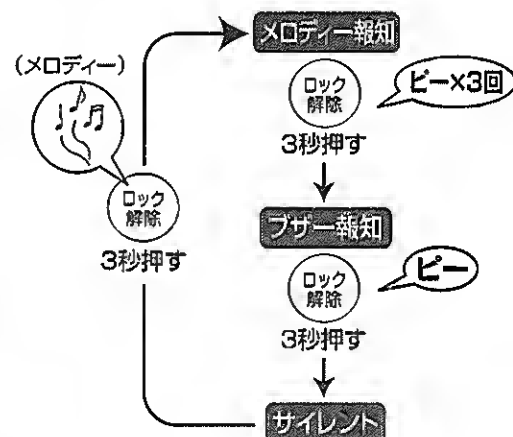 メロディー報知
(メロディー)
ロック
解除
ピー×3回
3秒押す
ロック
解除
3秒押す
ブザー報知
ロック
解除
ピー
3秒押す
サイレント